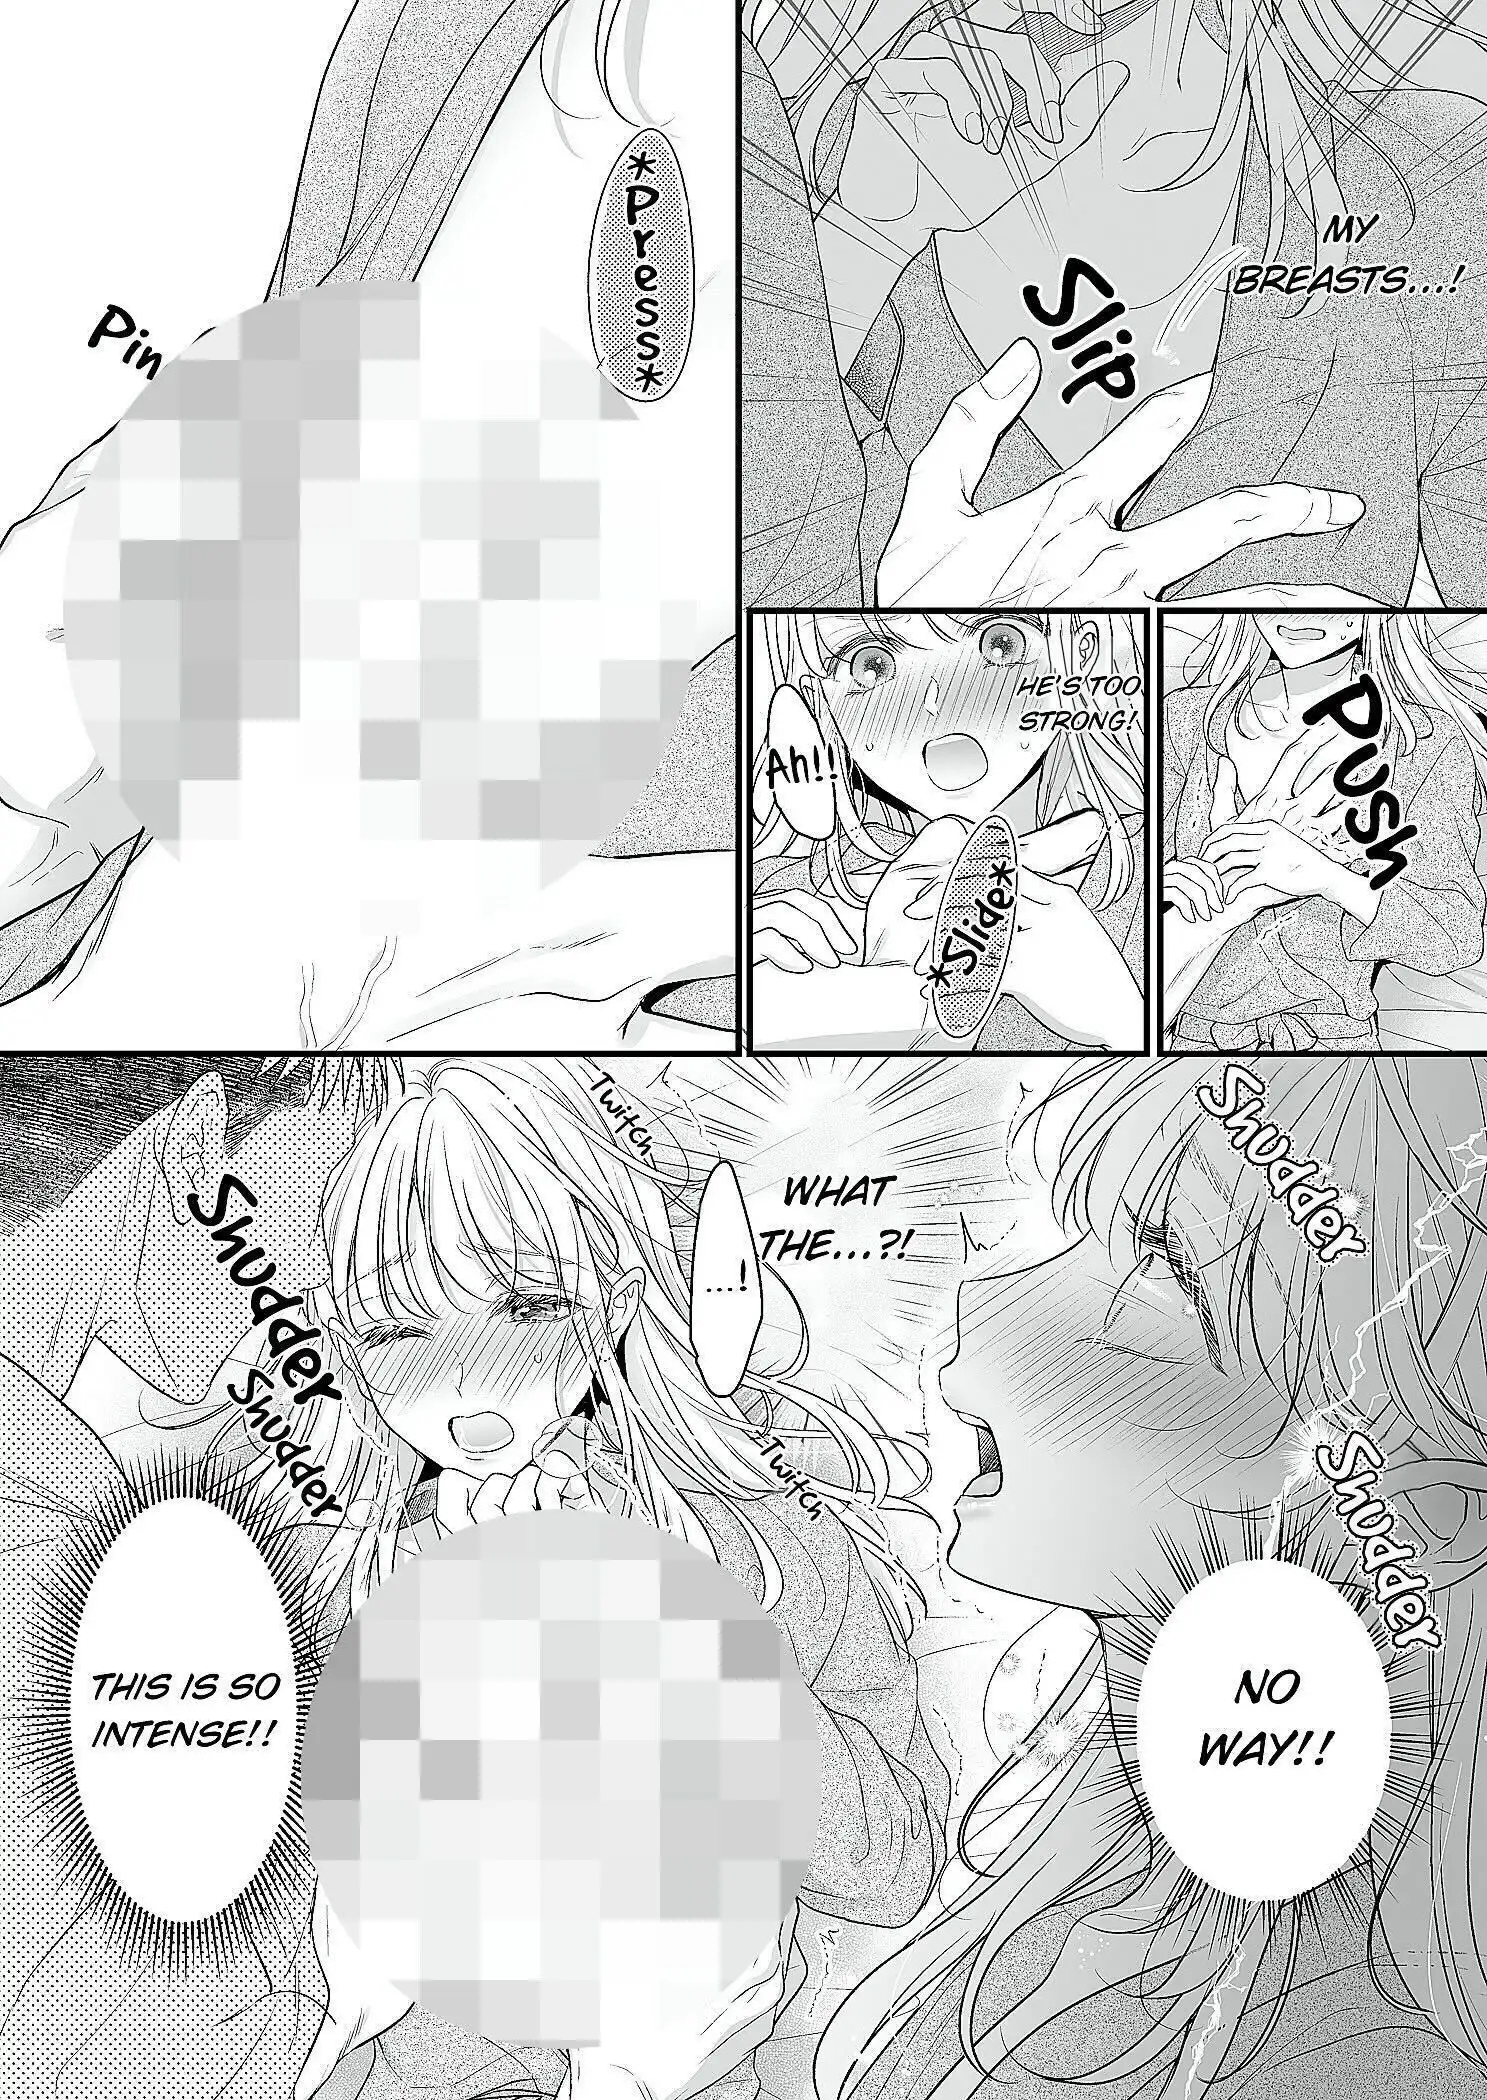 MY
BREASTS...!
Slip
Push
HE'S TOO
STRONG!
Ah!!
*Slide*
*Press*
Pin
Shudder
Shudder
WHAT
THE...?!
NO
WAY!!
Twitch
....!
Twitch
Shudder
Shudder
THIS IS SO
INTENSE!!